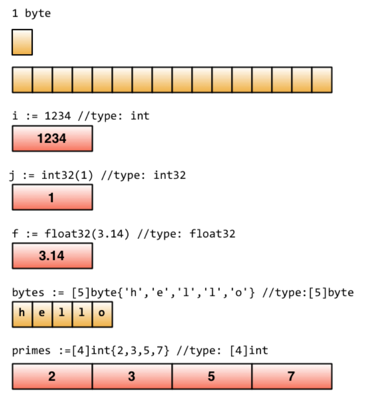 1 byte
i := 1234 //type: int
1234
j := int32(1) //type: int32
1
f := float32(3.14) //type: float32
3.14
bytes := [5]byte{'h','e','l','l','o'} //type:[5]byte
h e l l o
primes :=[4]int{2,3,5,7} //type: [4]int
2 3 5 7